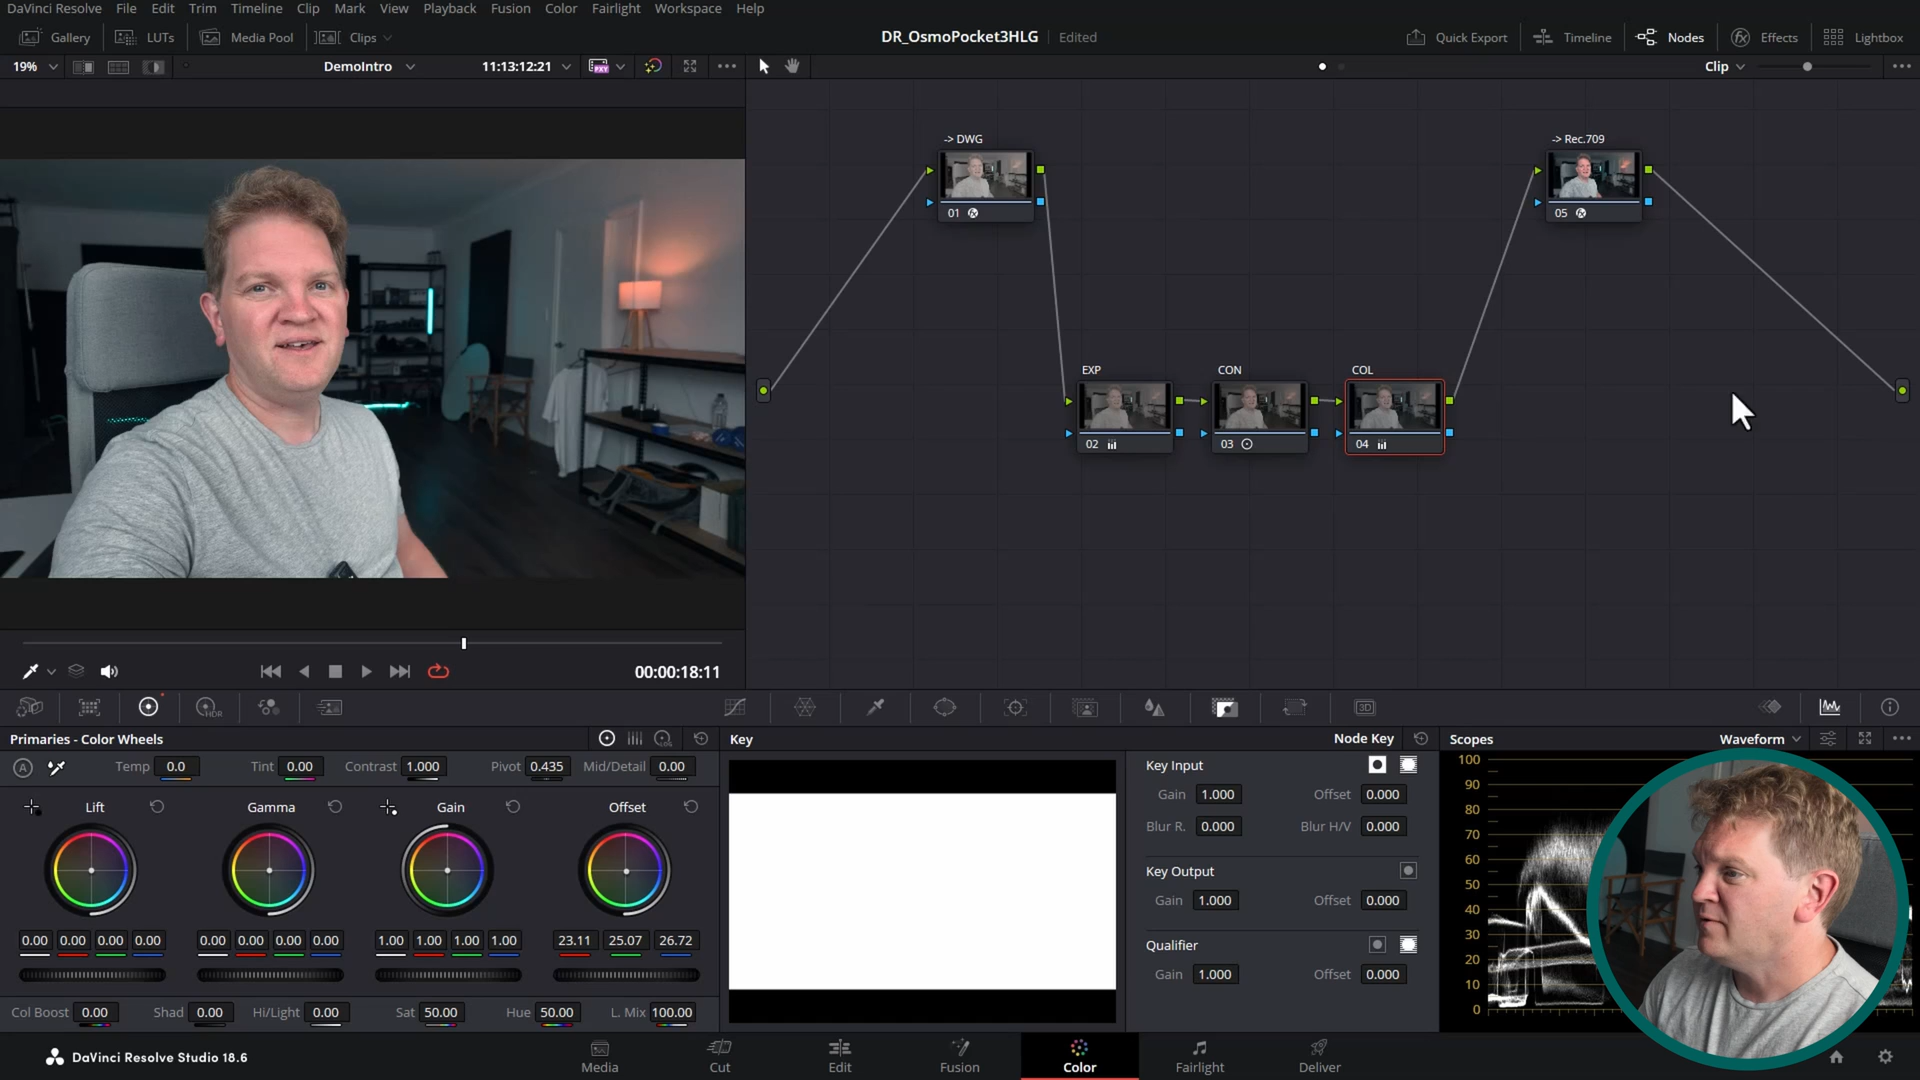 DaVinci Resolve File Edit Trim Timeline Clip Mark View Playback Fusion Color Fairlight Workspace Help
Gallery LUTs Media Pool Clips DR_OsmoPocket3HLG Edited Quick Export Timeline Nodes Effects Lightbox
19% DemoIntro 11:13:12:21 PXY Clip
-> DWG
01
-> Rec.709
05
EXP CON COL
02 03 04
00:00:18:11
HDR 3D
Primaries - Color Wheels
A Temp 0.0 Tint 0.00 Contrast 1.000 Pivot 0.435 Mid/Detail 0.00
Lift Gamma Gain Offset
0.00 0.00 0.00 0.00 0.00 0.00 0.00 0.00 1.00 1.00 1.00 1.00 23.11 25.07 26.72
Col Boost 0.00 Shad 0.00 Hi/Light 0.00 Sat 50.00 Hue 50.00 L. Mix 100.00
Key Node Key
Key Input
Gain 1.000 Offset 0.000
Blur R. 0.000 Blur H/V 0.000
Key Output
Gain 1.000 Offset 0.000
Qualifier
Gain 1.000 Offset 0.000
Scopes Waveform
100
90
80
70
60
50
40
30
20
10
0
DaVinci Resolve Studio 18.6
Media Cut Edit Fusion Color Fairlight Deliver